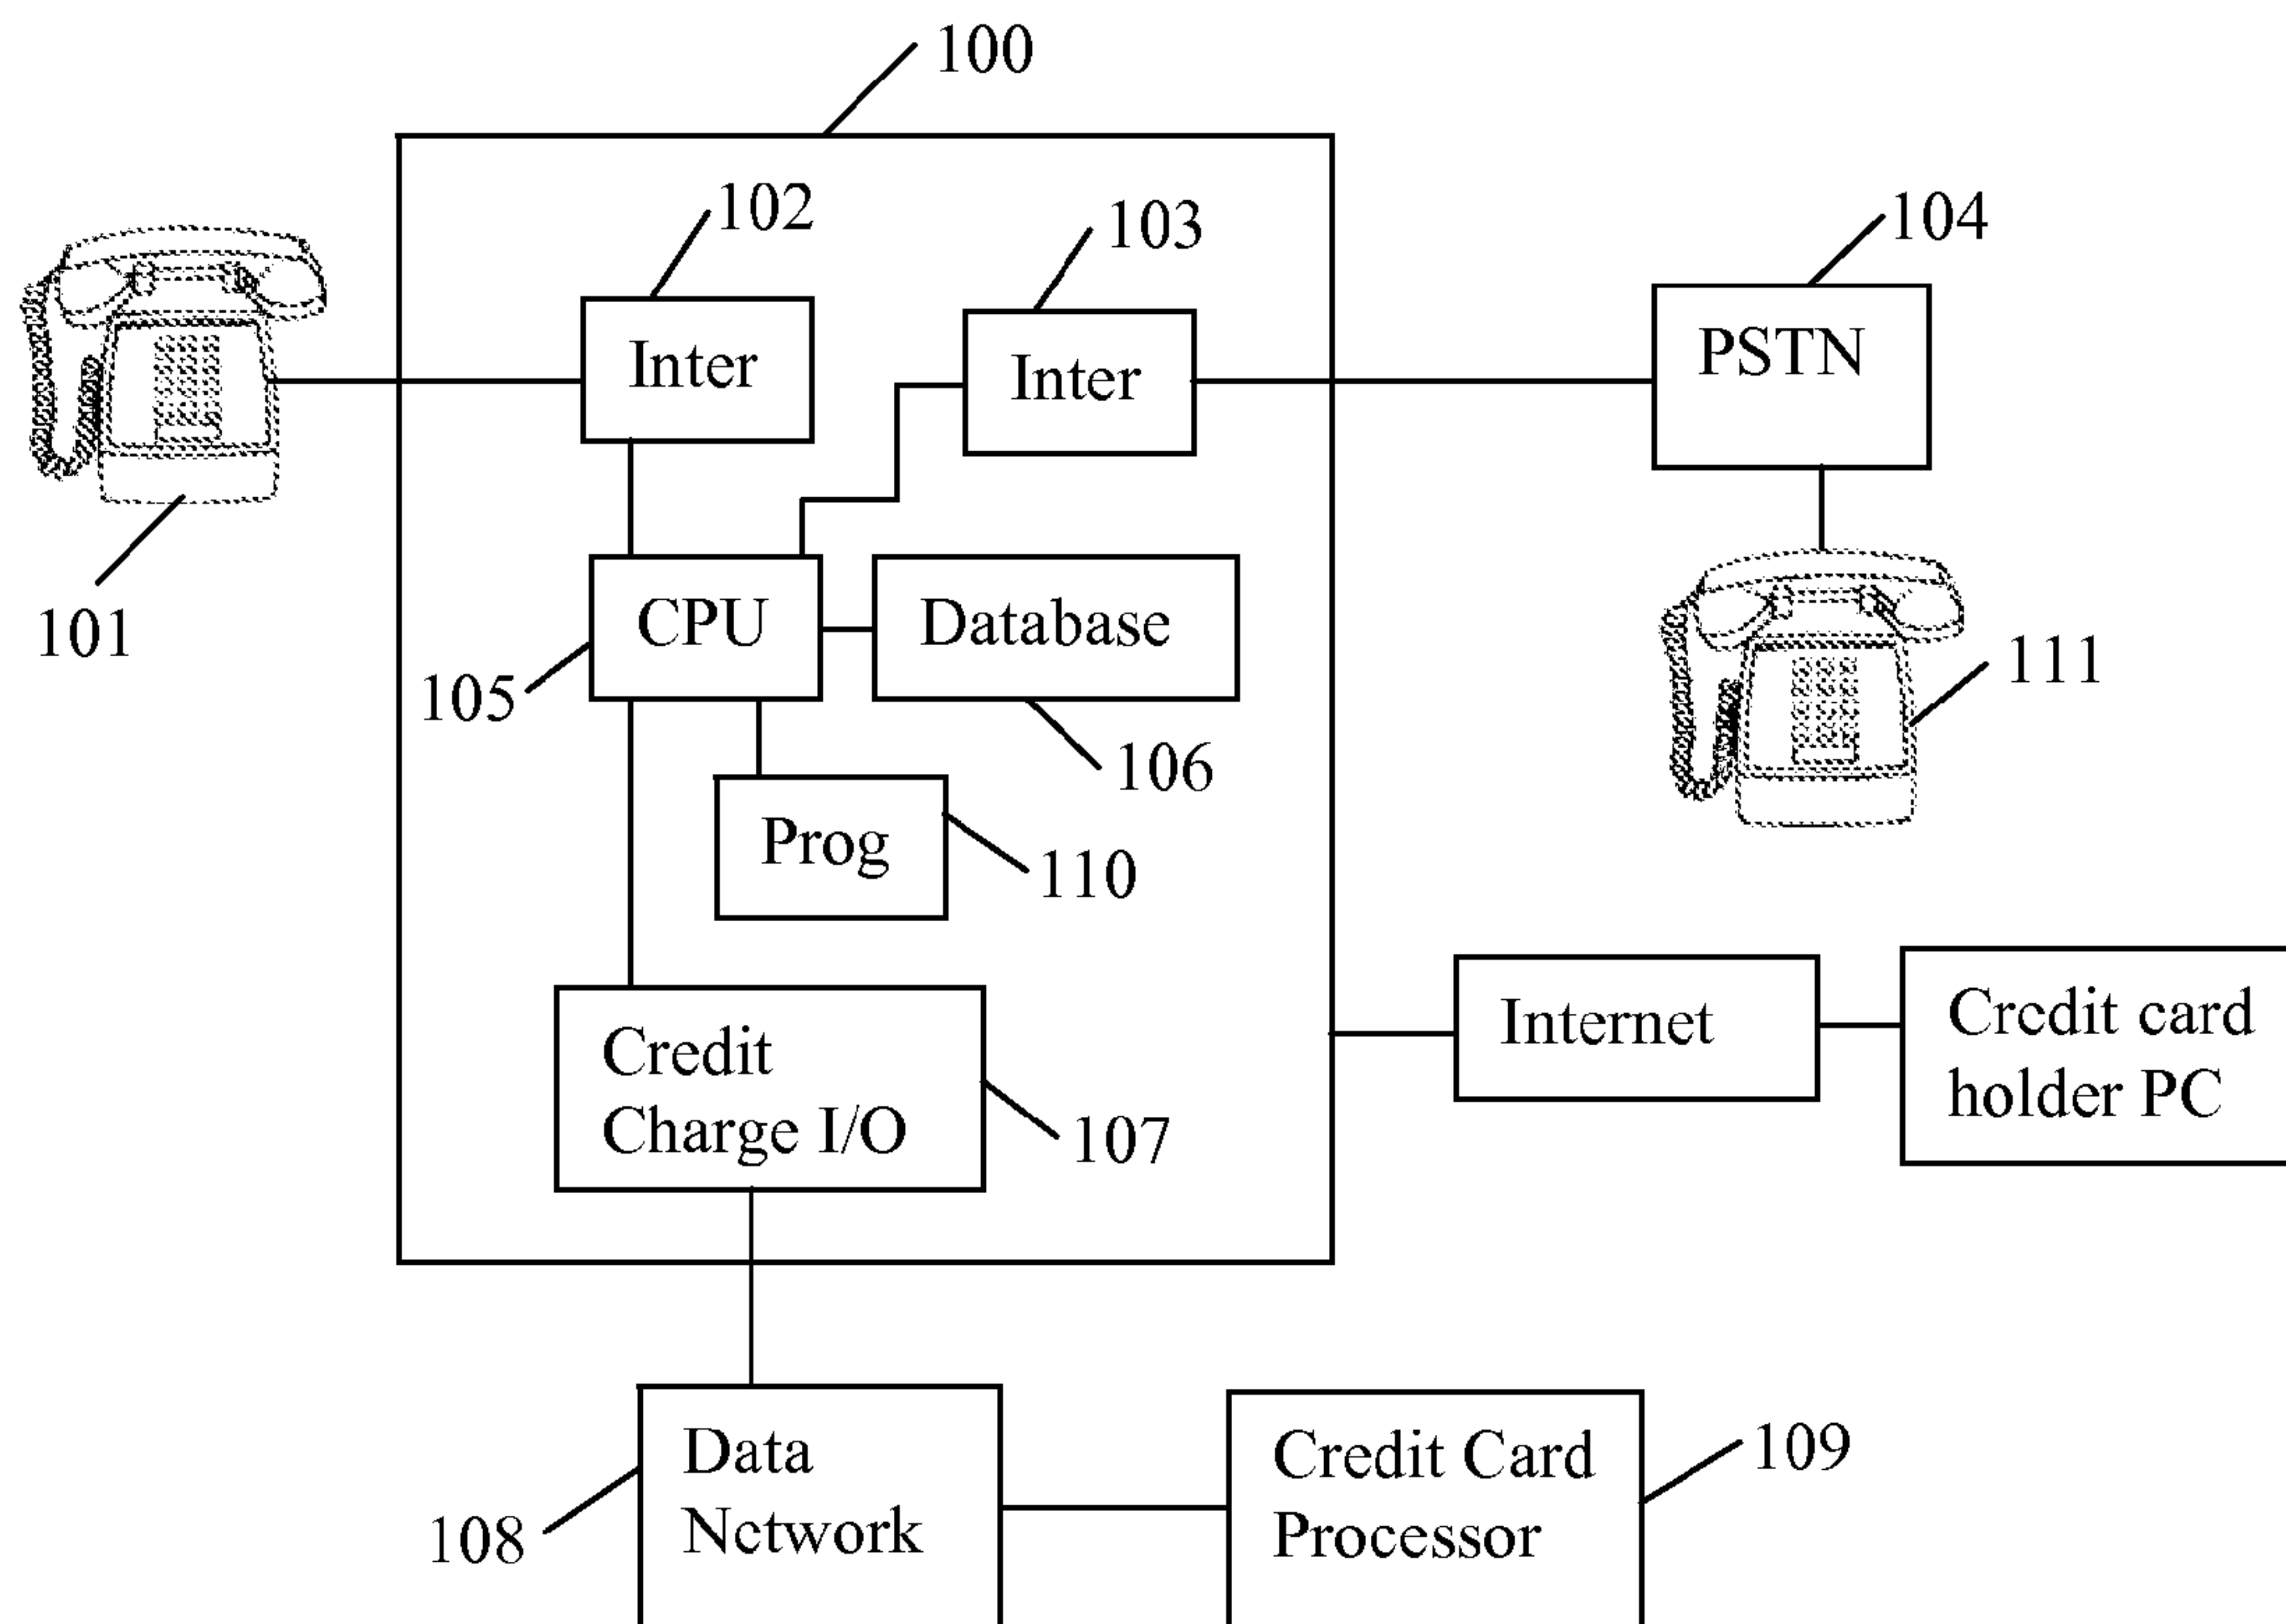 100
102
103
104
Inter
Inter
PSTN
101
CPU
Database
105
111
106
Prog
110
Internet
Credit card
holder PC
Credit
Charge I/O
107
Data
Network
108
Credit Card
Processor
109